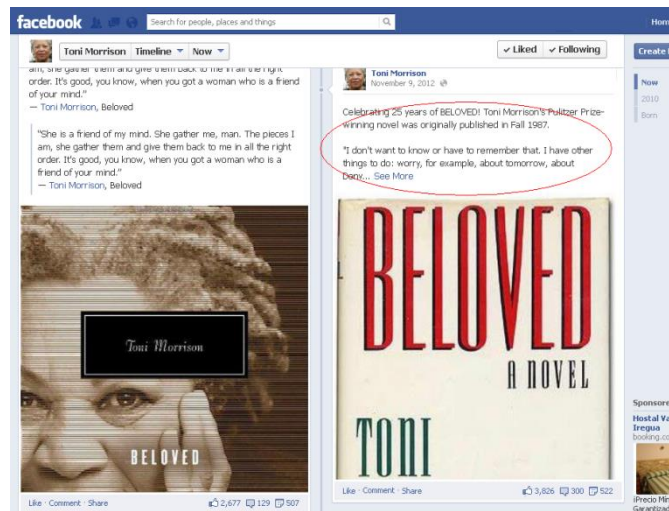 facebook
Search for people, places and things
Hom
Toni Morrison Timeline Now
Liked Following
Create
am, she gather them and give them back to me in all the right
order. It's good, you know, when you got a woman who is a friend
of your mind."
— Toni Morrison, Beloved
"She is a friend of my mind. She gather me, man. The pieces I
am, she gather them and give them back to me in all the right
order. It's good, you know, when you got a woman who is a
friend of your mind."
— Toni Morrison, Beloved
Toni Morrison
BELOVED
Like · Comment · Share 2,677 129 507
Toni Morrison
November 9, 2012
Celebrating 25 years of BELOVED! Toni Morrison's Pulitzer Prize-
winning novel was originally published in Fall 1987.
"I don't want to know or have to remember that. I have other
things to do: worry, for example, about tomorrow, about
Denv... See More
BELOVED
A NOVEL
TONI
Like · Comment · Share 3,826 300 522
Now
2010
Born
Sponsore
Hostal Va
Iregua
booking.co
¡Precio Mín
Garantizad